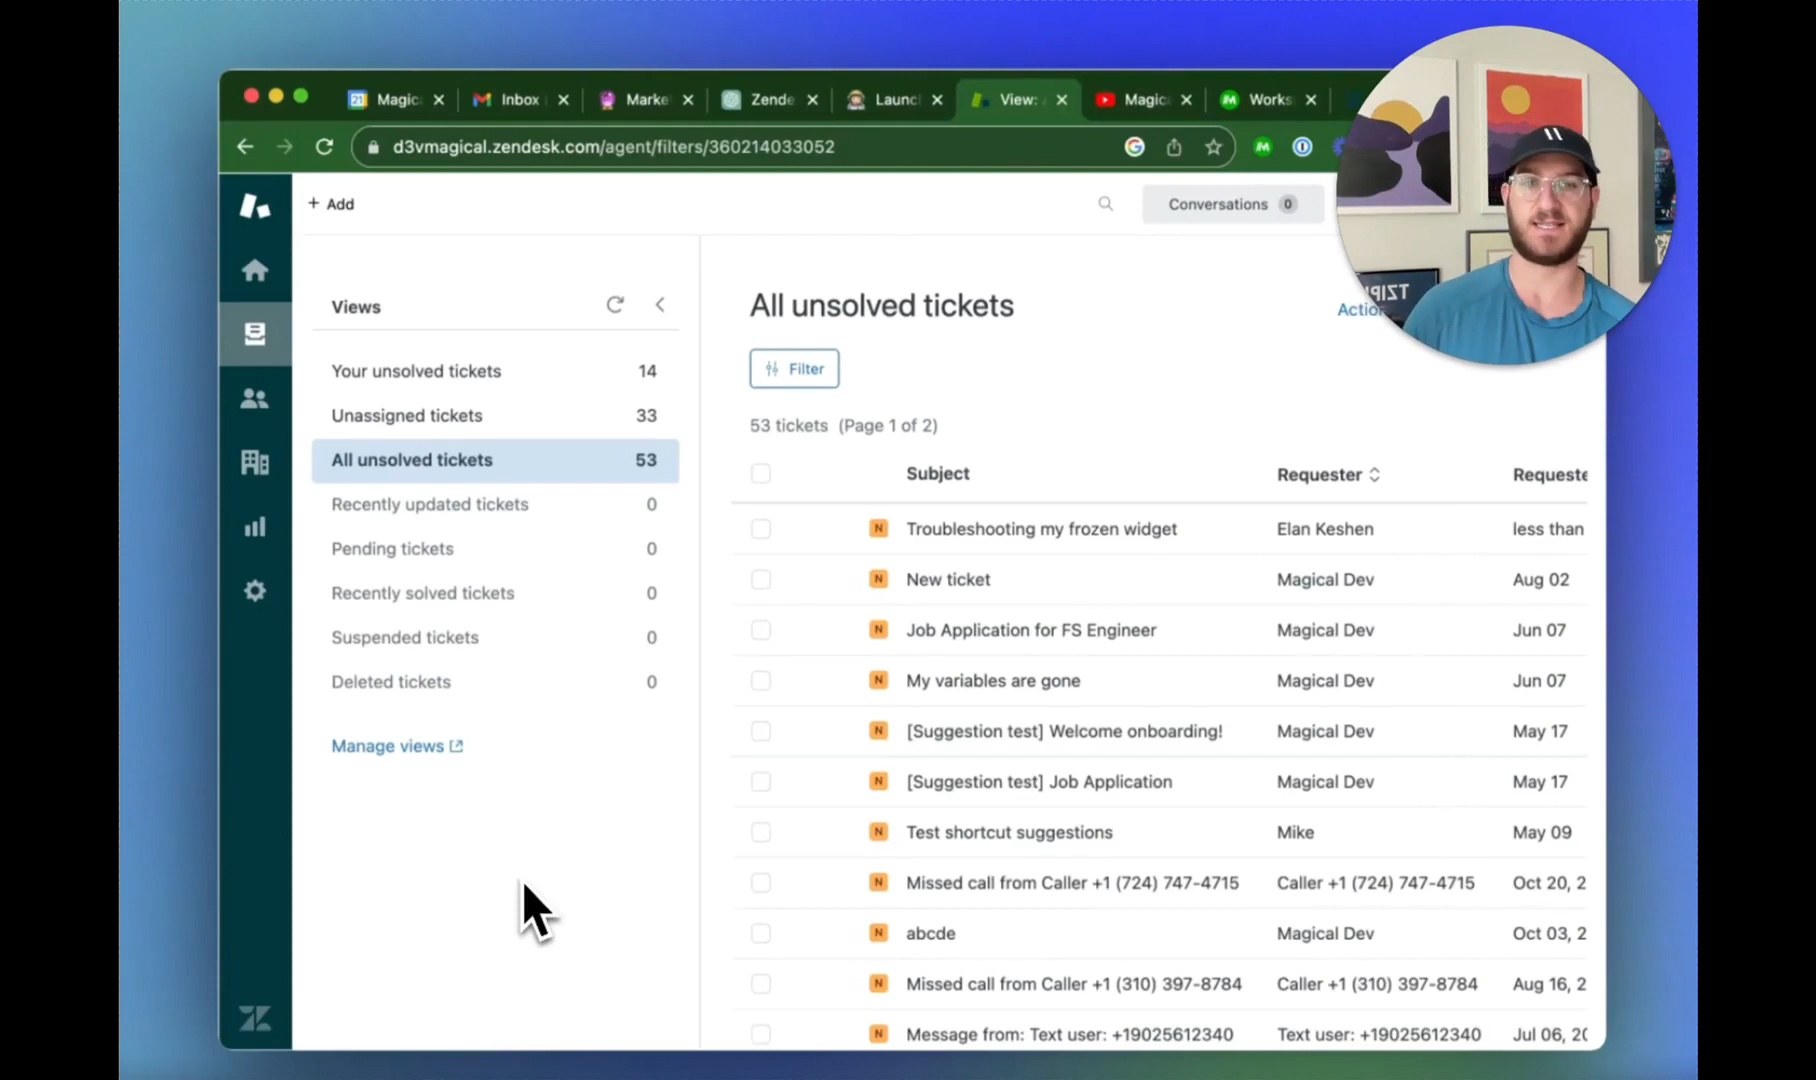 Magic
Inbox
Marke
Zende
Launc
View:
Magic
Works
d3vmagical.zendesk.com/agent/filters/360214033052
+ Add
Conversations 0
Views
Your unsolved tickets 14
Unassigned tickets 33
All unsolved tickets 53
Recently updated tickets 0
Pending tickets 0
Recently solved tickets 0
Suspended tickets 0
Deleted tickets 0
Manage views
All unsolved tickets
Action
Filter
53 tickets (Page 1 of 2)
Subject Requester Requeste
N Troubleshooting my frozen widget Elan Keshen less than
N New ticket Magical Dev Aug 02
N Job Application for FS Engineer Magical Dev Jun 07
N My variables are gone Magical Dev Jun 07
N [Suggestion test] Welcome onboarding! Magical Dev May 17
N [Suggestion test] Job Application Magical Dev May 17
N Test shortcut suggestions Mike May 09
N Missed call from Caller +1 (724) 747-4715 Caller +1 (724) 747-4715 Oct 20, 2
N abcde Magical Dev Oct 03, 2
N Missed call from Caller +1 (310) 397-8784 Caller +1 (310) 397-8784 Aug 16, 2
N Message from: Text user: +19025612340 Text user: +19025612340 Jul 06, 20